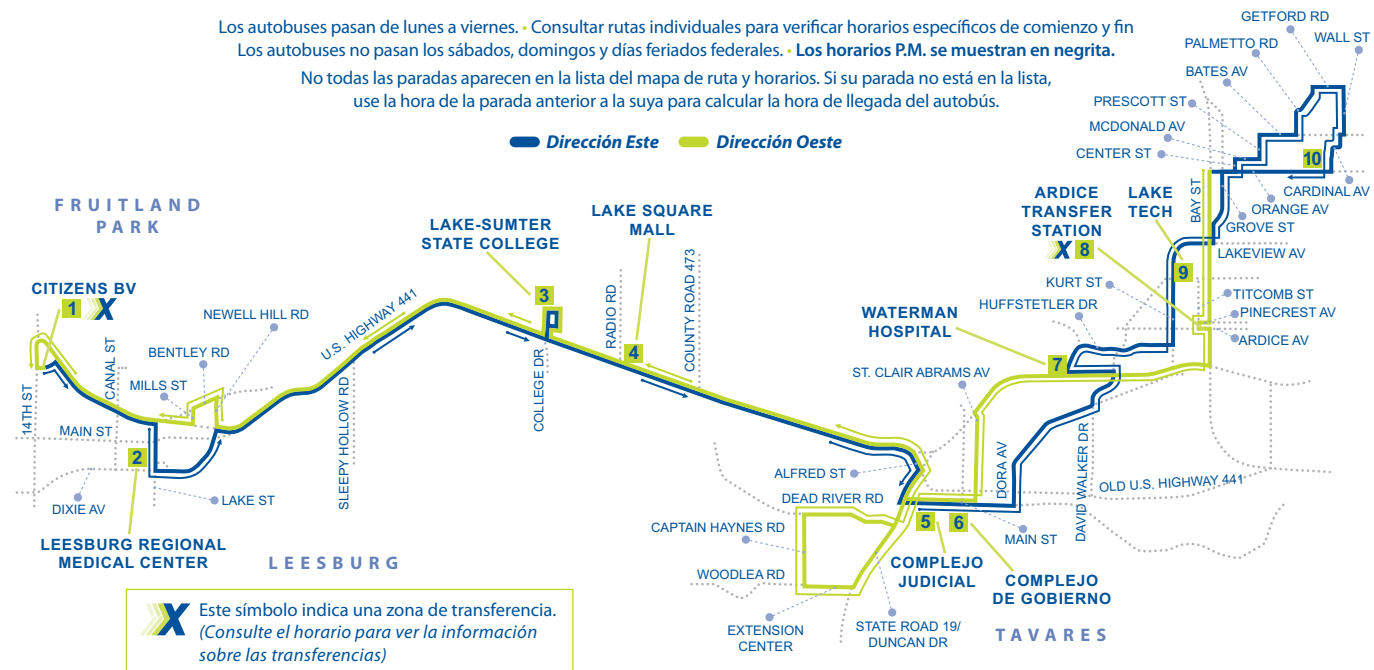 Los autobuses pasan de lunes a viernes. • Consultar rutas individuales para verificar horarios específicos de comienzo y fin
Los autobuses no pasan los sábados, domingos y días feriados federales. • Los horarios P.M. se muestran en negrita.
No todas las paradas aparecen en la lista del mapa de ruta y horarios. Si su parada no está en la lista,
use la hora de la parada anterior a la suya para calcular la hora de llegada del autobús.
Dirección Este
Dirección Oeste
GETFORD RD
WALL ST
PALMETTO RD
BATES AV
PRESCOTT ST
MCDONALD AV
CENTER ST
10
CARDINAL AV
ORANGE AV
GROVE ST
BAY ST
LAKEVIEW AV
FRUITLAND
PARK
CITIZENS BV
1
X
NEWELL HILL RD
BENTLEY RD
MILLS ST
CANAL ST
14TH ST
MAIN ST
2
DIXIE AV
LAKE ST
LEESBURG REGIONAL
MEDICAL CENTER
LEESBURG
U.S. HIGHWAY 441
SLEEPY HOLLOW RD
LAKE-SUMTER
STATE COLLEGE
3
COLLEGE DR
LAKE SQUARE
MALL
RADIO RD
4
COUNTY ROAD 473
ARDICE
TRANSFER
STATION
X 8
LAKE
TECH
9
KURT ST
HUFFSTETLER DR
TITCOMB ST
PINECREST AV
ARDICE AV
WATERMAN
HOSPITAL
7
ST. CLAIR ABRAMS AV
DORA AV
DAVID WALKER DR
OLD U.S. HIGHWAY 441
ALFRED ST
DEAD RIVER RD
CAPTAIN HAYNES RD
WOODLEA RD
EXTENSION
CENTER
STATE ROAD 19/
DUNCAN DR
5
6
MAIN ST
COMPLEJO
JUDICIAL
COMPLEJO
DE GOBIERNO
TAVARES
X Este símbolo indica una zona de transferencia.
(Consulte el horario para ver la información
sobre las transferencias)